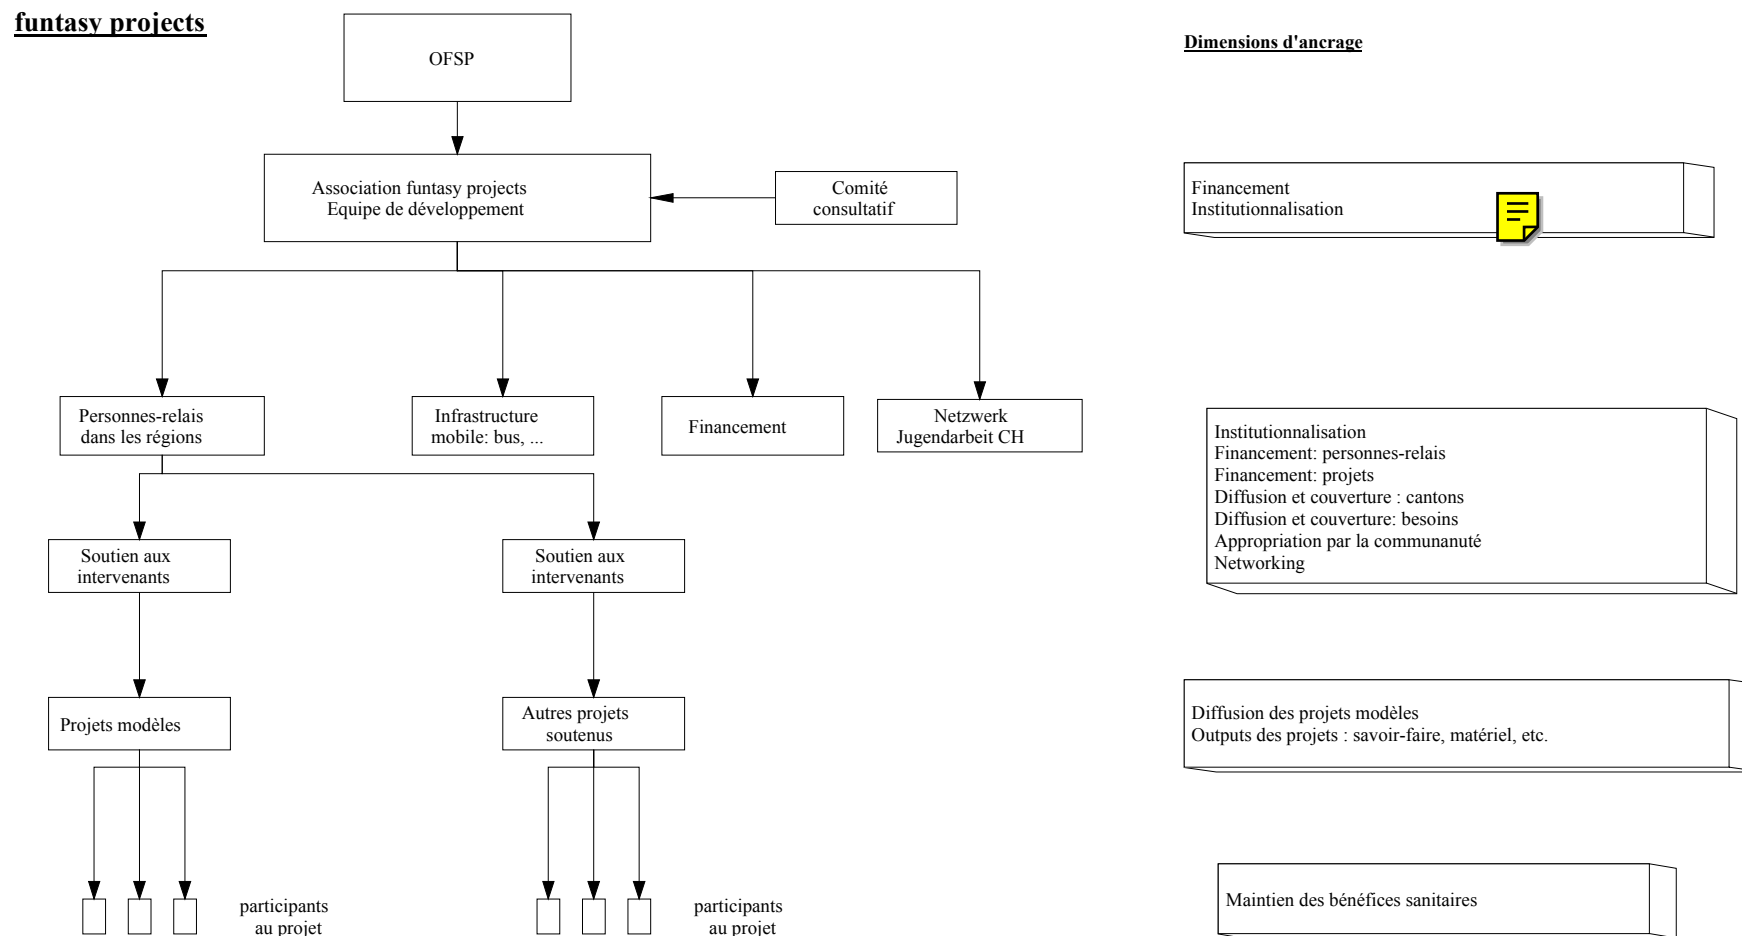 funtasy projects
OFSP
Association funtasy projects
Equipe de développement
Comité
consultatif
Personnes-relais
dans les régions
Infrastructure
mobile: bus, ...
Financement
Netzwerk
Jugendarbeit CH
Soutien aux
intervenants
Soutien aux
intervenants
Projets modèles
Autres projets
soutenus
participants
au projet
participants
au projet
Dimensions d'ancrage
Financement
Institutionnalisation
Institutionnalisation
Financement: personnes-relais
Financement: projets
Diffusion et couverture : cantons
Diffusion et couverture: besoins
Appropriation par la communanuté
Networking
Diffusion des projets modèles
Outputs des projets : savoir-faire, matériel, etc.
Maintien des bénéfices sanitaires